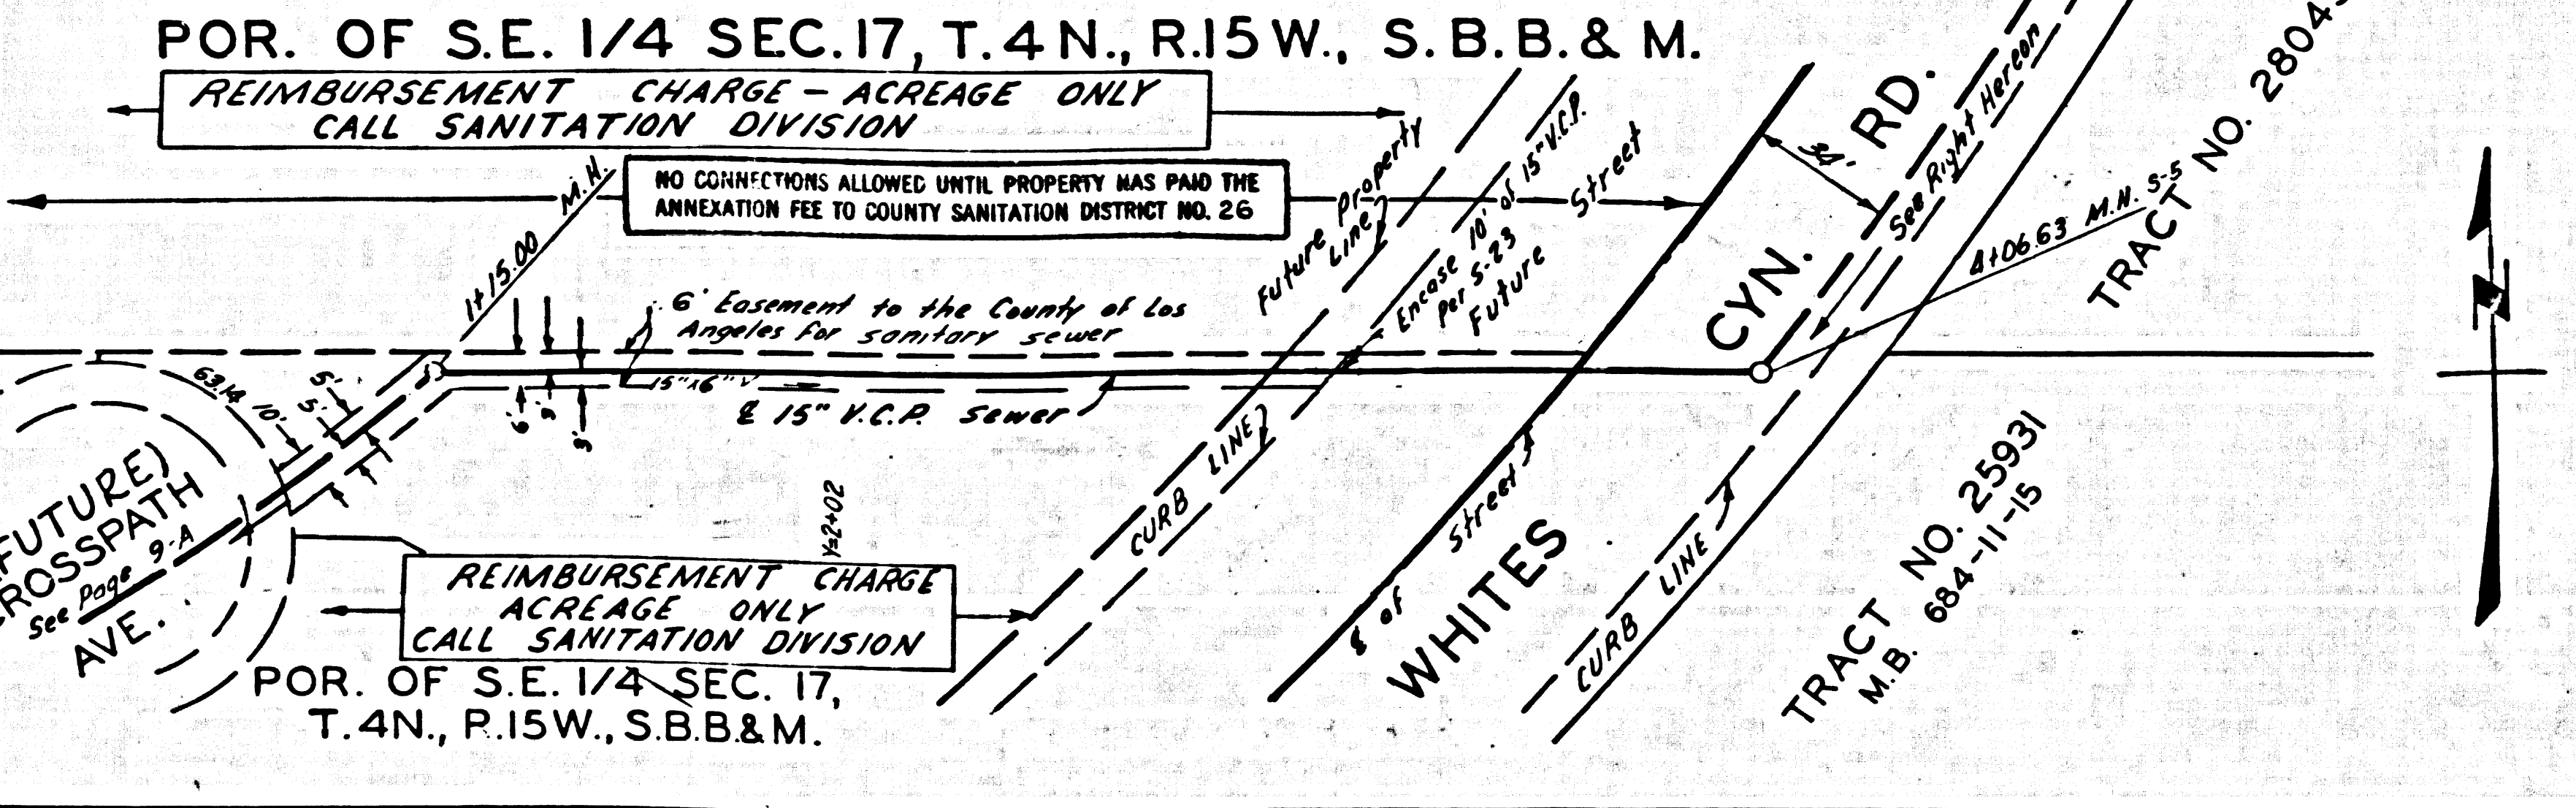 POR. OF S.E. 1/4 SEC. 17, T. 4 N., R. 15 W., S. B. B. & M.
REIMBURSEMENT CHARGE – ACREAGE ONLY
CALL SANITATION DIVISION
NO CONNECTIONS ALLOWED UNTIL PROPERTY HAS PAID THE
ANNEXATION FEE TO COUNTY SANITATION DISTRICT NO. 26
1+15.00 M.H.
6' Easement to the County of Los
Angeles for sanitary sewer
Future Property
Line
Encase 10' of 15" V.C.P.
Per S-23
Future Street
34'
CYN. RD.
See Right Hereon
4+06.63 M.H. S-5
TRACT NO. 2804
63.14
10'
5'
5'
6'
3'
15"x6" Y
℄ 15" V.C.P. Sewer
Y=2+02
(FUTURE)
CROSSPATH
See Page 9-A
AVE.
REIMBURSEMENT CHARGE
ACREAGE ONLY
CALL SANITATION DIVISION
POR. OF S.E. 1/4 SEC. 17,
T. 4N., R.15W., S.B.B.& M.
CURB LINE
℄ of Street
WHITES
CURB LINE
TRACT NO. 25931
M.B. 684-11-15
N